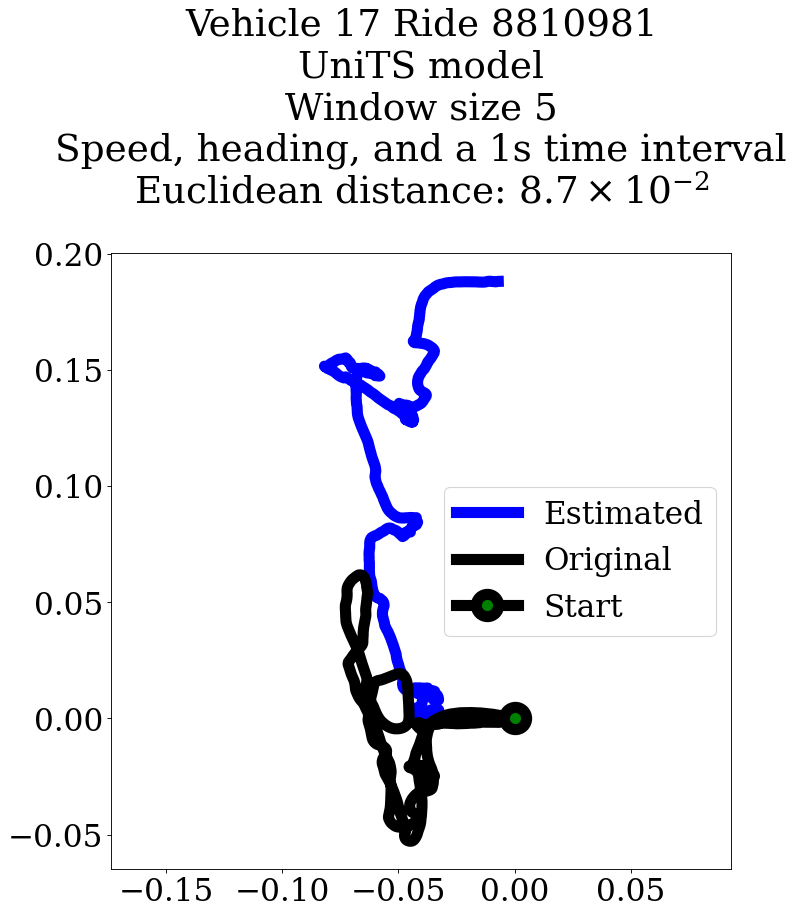 Vehicle 17 Ride 8810981
UniTS model
Window size 5
Speed, heading, and a 1s time interval
Euclidean distance: 8.7 × 10⁻²
0.20
0.15
0.10
0.05
0.00
−0.05
Estimated
Original
Start
−0.15 −0.10 −0.05 0.00 0.05